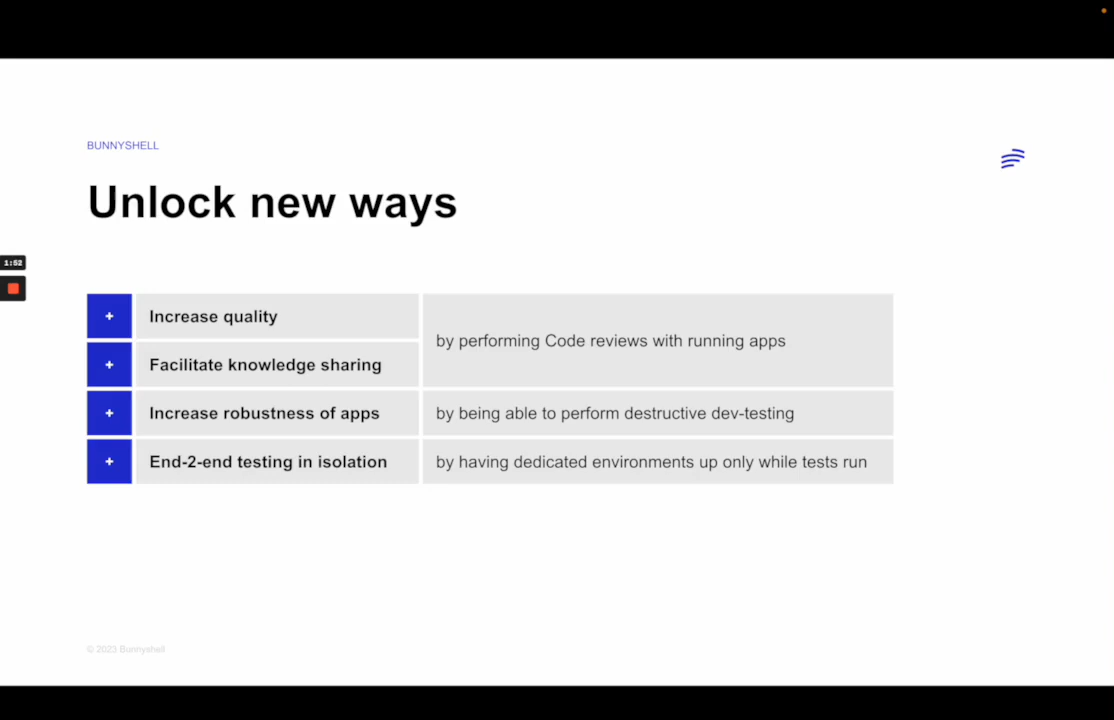 BUNNYSHELL
Unlock new ways
1:52
+ Increase quality
by performing Code reviews with running apps
+ Facilitate knowledge sharing
+ Increase robustness of apps
by being able to perform destructive dev-testing
+ End-2-end testing in isolation
by having dedicated environments up only while tests run
© 2023 Bunnyshell